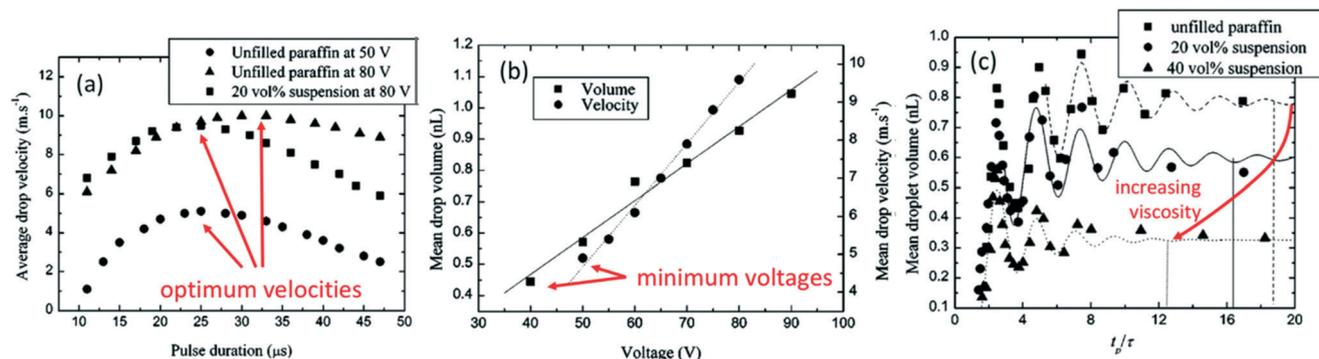 Unfilled paraffin at 50 V
Unfilled paraffin at 80 V
20 vol% suspension at 80 V
(a)
12
10
8
6
4
2
0
Average drop velocity (m.s⁻¹)
optimum velocities
10 15 20 25 30 35 40 45 50
Pulse duration (μs)
(b)
Volume
Velocity
1.2
1.1
1.0
0.9
0.8
0.7
0.6
0.5
0.4
Mean drop volume (nL)
10
9
8
7
6
5
4
Mean drop velocity (m.s⁻¹)
minimum voltages
30 40 50 60 70 80 90 100
Voltage (V)
unfilled paraffin
20 vol% suspension
40 vol% suspension
(c)
1.0
0.9
0.8
0.7
0.6
0.5
0.4
0.3
0.2
0.1
Mean droplet volume (nL)
increasing
viscosity
0 4 8 12 16 20
tₚ/τ